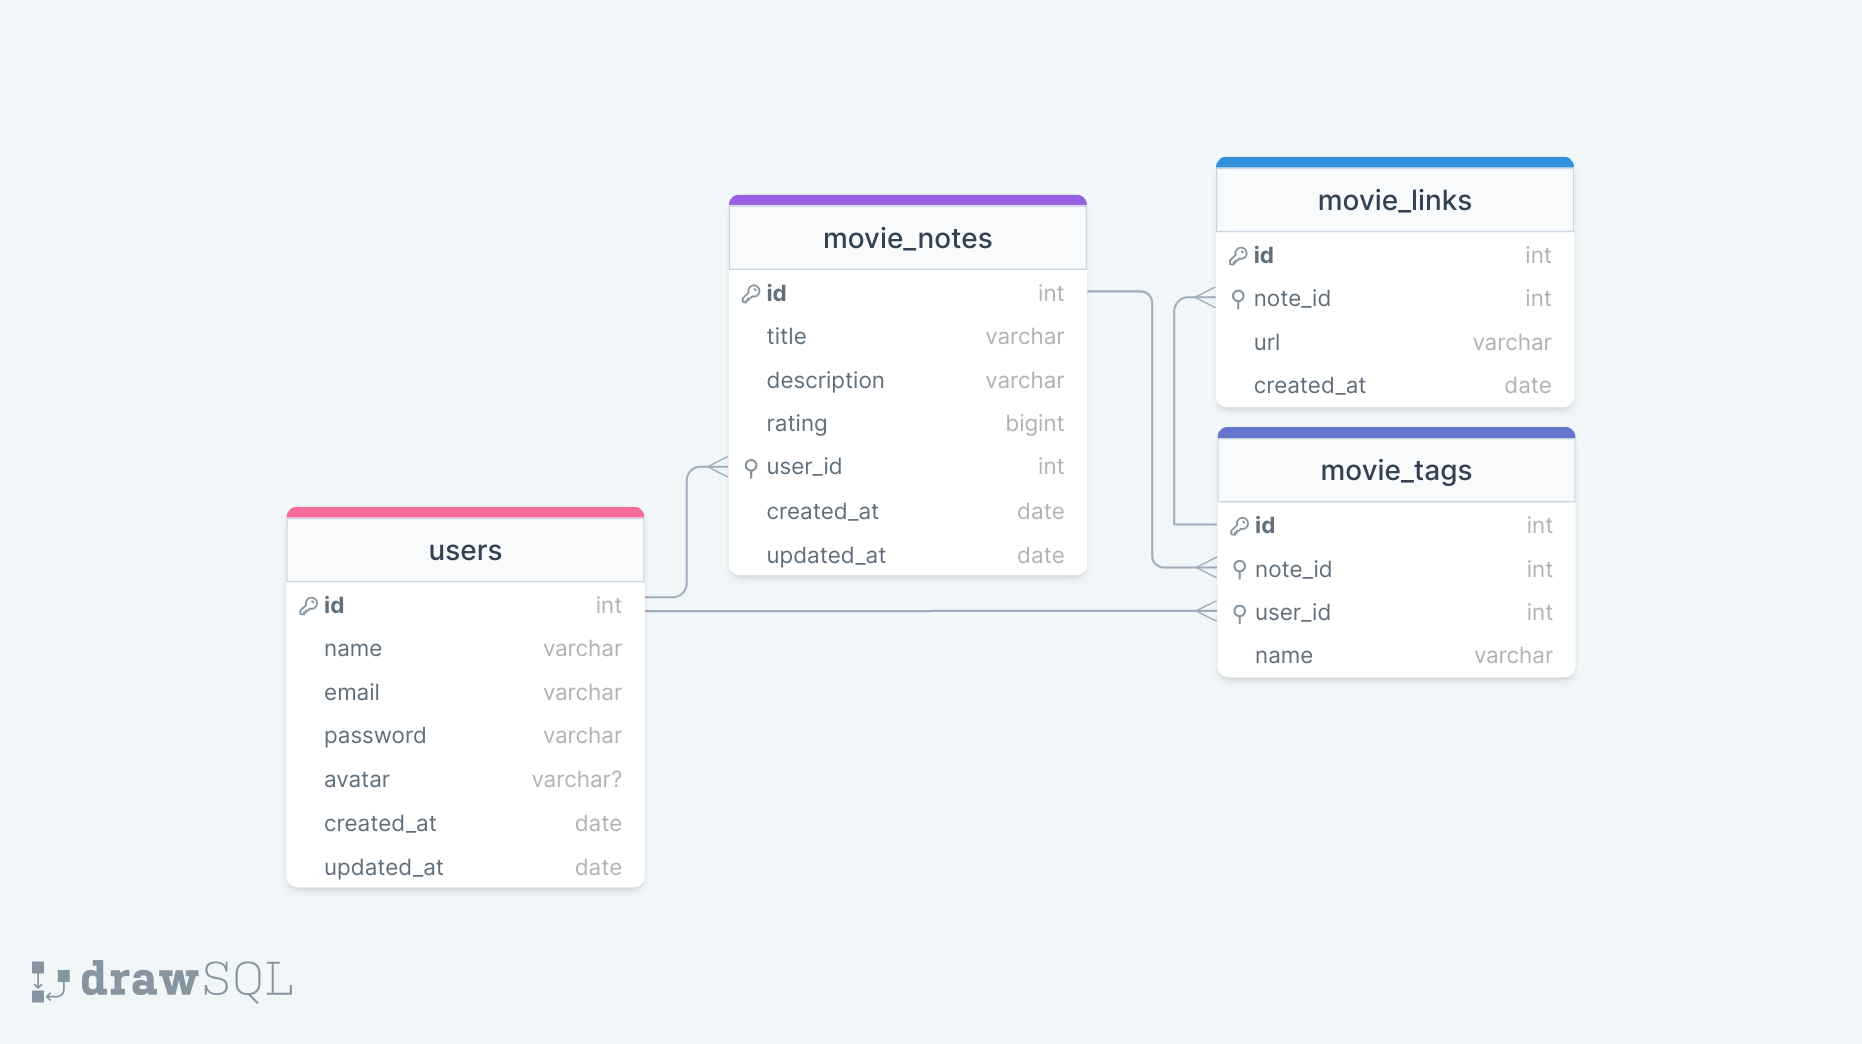 users
id int
name varchar
email varchar
password varchar
avatar varchar?
created_at date
updated_at date
movie_notes
id int
title varchar
description varchar
rating bigint
user_id int
created_at date
updated_at date
movie_links
id int
note_id int
url varchar
created_at date
movie_tags
id int
note_id int
user_id int
name varchar
drawSQL